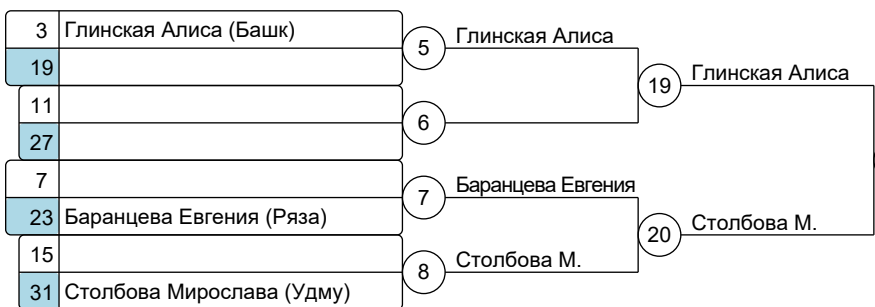 3 Глинская Алиса (Башк)
5 Глинская Алиса
19
19 Глинская Алиса
11
6
27
7
7 Баранцева Евгения
23 Баранцева Евгения (Ряза)
20 Столбова М.
15
8 Столбова М.
31 Столбова Мирослава (Удму)